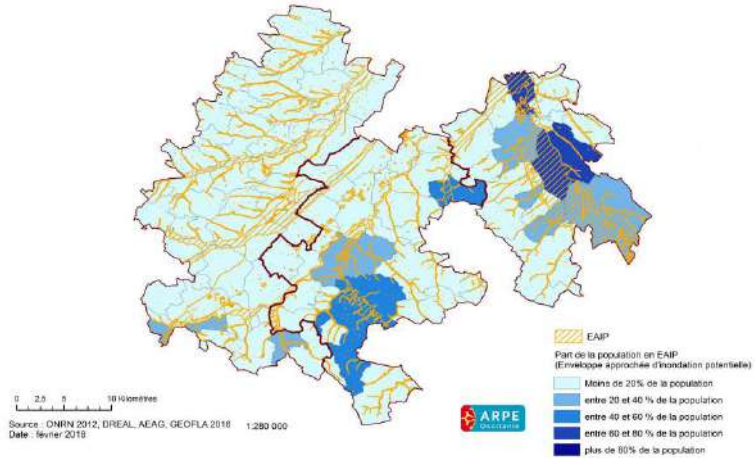 EAIP
Part de la population en EAIP
(Enveloppe approchée d'inondation potentielle)
Moins de 20% de la population
entre 20 et 40 % de la population
entre 40 et 60 % de la population
entre 60 et 80 % de la population
plus de 80% de la population
0 2,5 5 10 Kilomètres
ARPE
Occitanie
Source : ONRN 2012, DREAL, AEAG, GEOFLA 2016 1:280 000
Date : février 2018